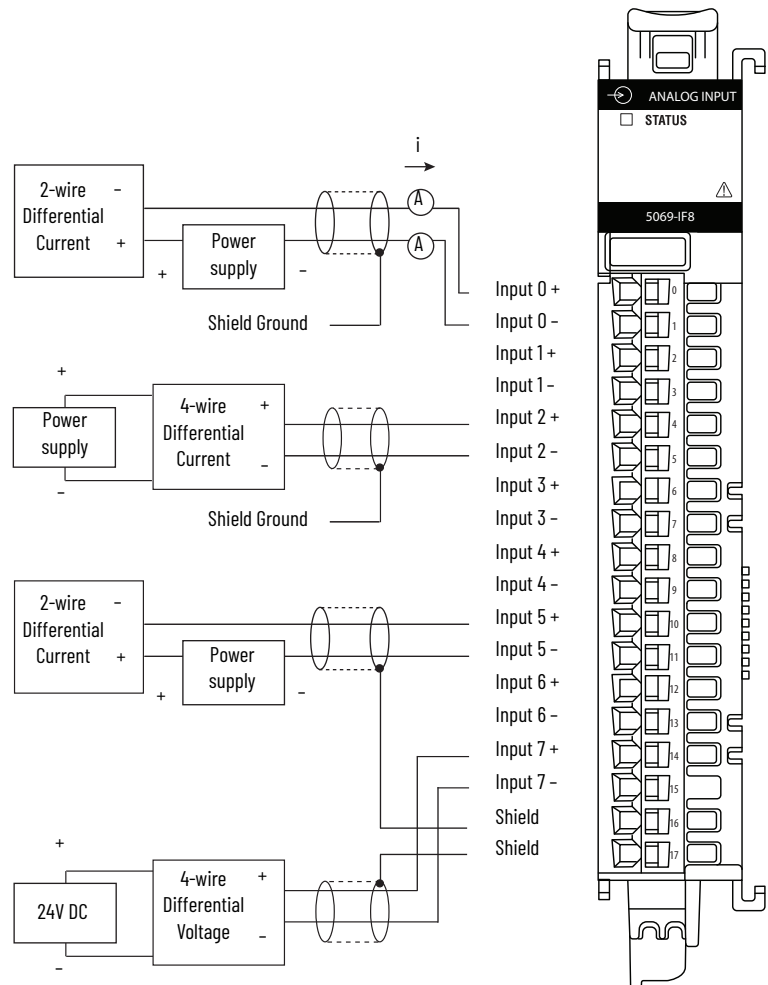 ANALOG INPUT
STATUS
5069-IF8
i
A
A
2-wire –
Differential
Current +
Power
supply
+
–
Shield Ground
Input 0 +
Input 0 –
Input 1 +
Input 1 –
Input 2 +
Input 2 –
Input 3 +
Input 3 –
Input 4 +
Input 4 –
Input 5 +
Input 5 –
Input 6 +
Input 6 –
Input 7 +
Input 7 –
Shield
Shield
0
1
2
3
4
5
6
7
8
9
10
11
12
13
14
15
16
17
+
Power
supply
–
4-wire +
Differential
Current –
Shield Ground
2-wire –
Differential
Current +
Power
supply
+
–
+
24V DC
–
4-wire +
Differential
Voltage –